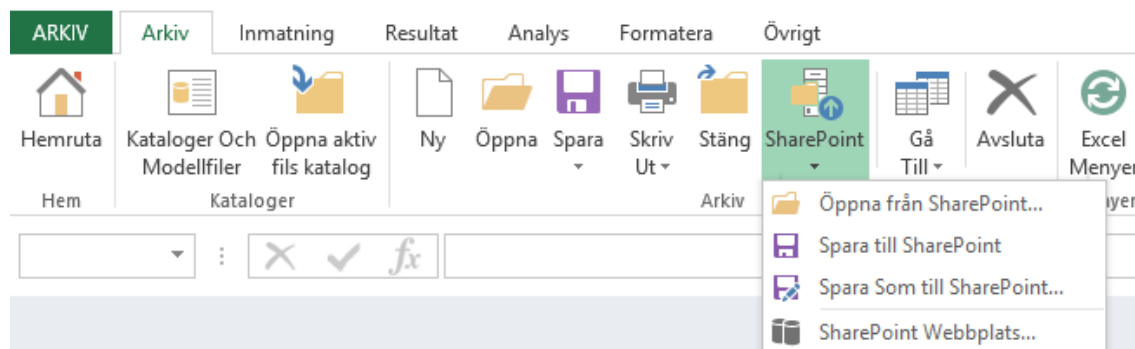 ARKIV Arkiv Inmatning Resultat Analys Formatera Övrigt
Hemruta Kataloger Och Öppna aktiv Ny Öppna Spara Skriv Stäng SharePoint Gå Avsluta Excel
Modellfiler fils katalog Ut Till Menyer
Hem Kataloger Arkiv
Öppna från SharePoint...
fx
Spara till SharePoint
Spara Som till SharePoint...
SharePoint Webbplats...